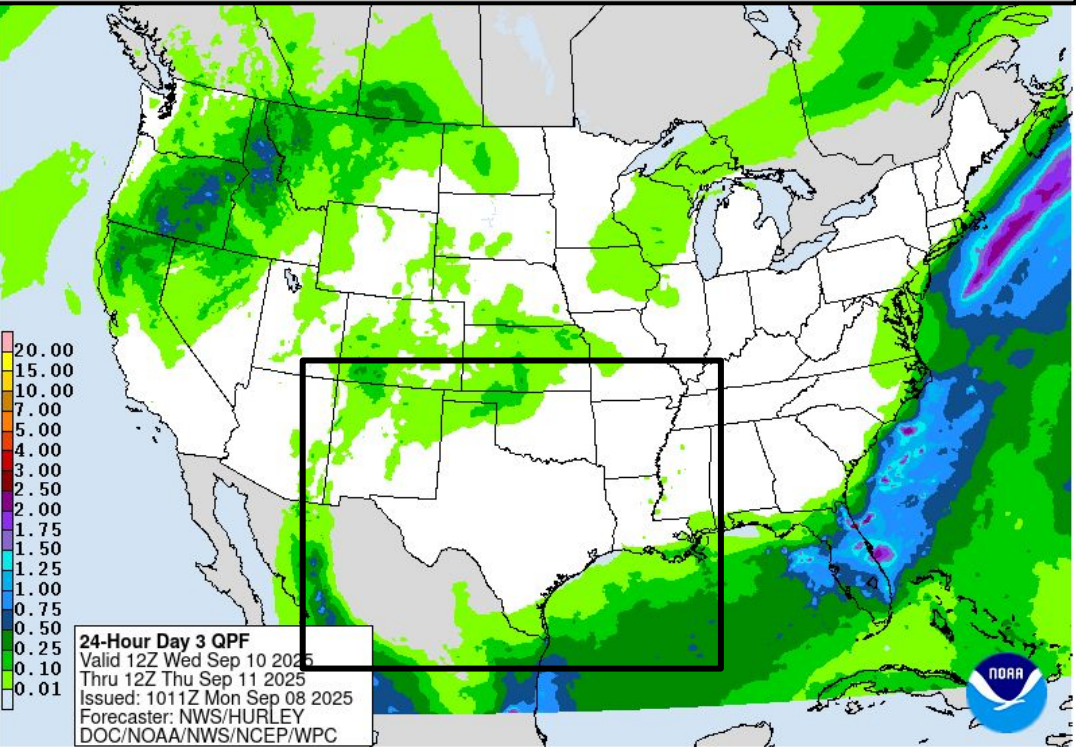 20.00
15.00
10.00
7.00
5.00
4.00
3.00
2.50
2.00
1.75
1.50
1.25
1.00
0.75
0.50
0.25
0.10
0.01
24-Hour Day 3 QPF
Valid 12Z Wed Sep 10 2025
Thru 12Z Thu Sep 11 2025
Issued: 1011Z Mon Sep 08 2025
Forecaster: NWS/HURLEY
DOC/NOAA/NWS/NCEP/WPC
NOAA